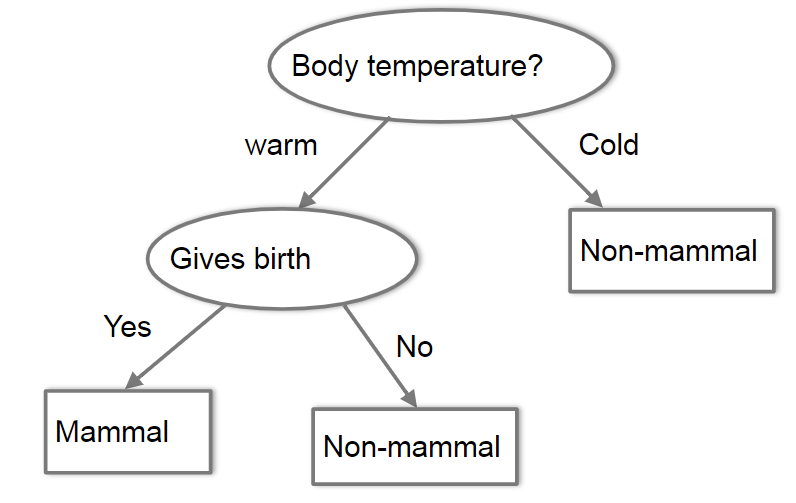 Body temperature?
warm
Cold
Gives birth
Non-mammal
Yes
No
Mammal
Non-mammal